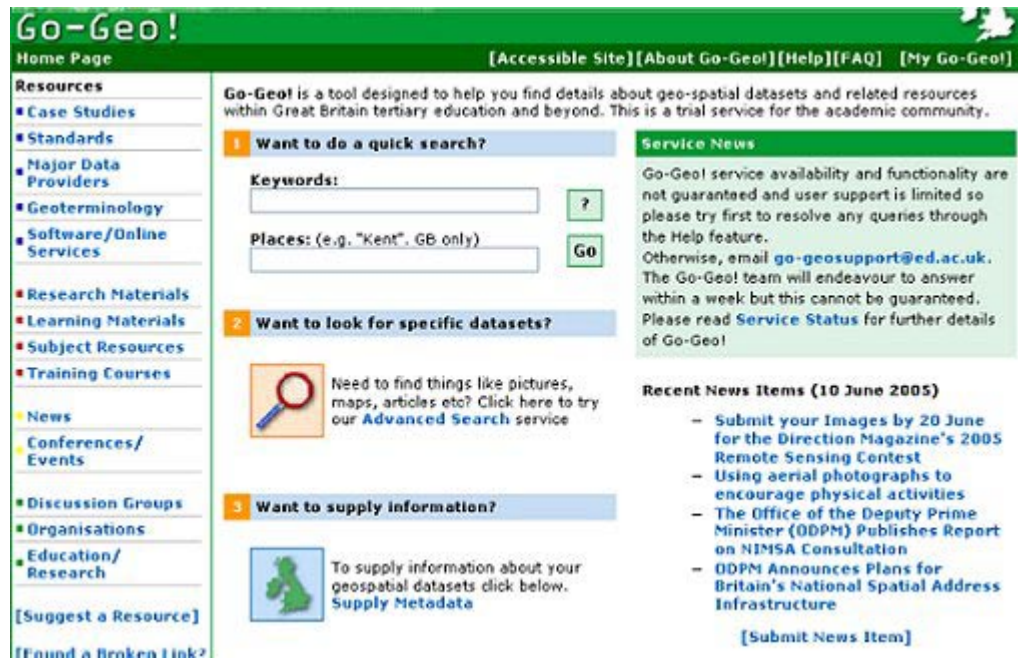 Go-Geo!
Home Page
[Accessible Site][About Go-Geo!][Help][FAQ] [My Go-Geo!]
Resources
Case Studies
Standards
Major Data
Providers
Geoterminology
Software/Online
Services
Research Materials
Learning Materials
Subject Resources
Training Courses
News
Conferences/
Events
Discussion Groups
Organisations
Education/
Research
[Suggest a Resource]
[Found a Broken Link?
Go-Geo! is a tool designed to help you find details about geo-spatial datasets and related resources
within Great Britain tertiary education and beyond. This is a trial service for the academic community.
1 Want to do a quick search?
Keywords:
?
Places: (e.g. "Kent". GB only)
Go
2 Want to look for specific datasets?
Need to find things like pictures,
maps, articles etc? Click here to try
our Advanced Search service
3 Want to supply information?
To supply information about your
geospatial datasets click below.
Supply Metadata
Service News
Go-Geo! service availability and functionality are
not guaranteed and user support is limited so
please try first to resolve any queries through
the Help feature.
Otherwise, email go-geosupport@ed.ac.uk.
The Go-Geo! team will endeavour to answer
within a week but this cannot be guaranteed.
Please read Service Status for further details
of Go-Geo!
Recent News Items (10 June 2005)
– Submit your Images by 20 June
for the Direction Magazine's 2005
Remote Sensing Contest
– Using aerial photographs to
encourage physical activities
– The Office of the Deputy Prime
Minister (ODPM) Publishes Report
on NIMSA Consultation
– ODPM Announces Plans for
Britain's National Spatial Address
Infrastructure
[Submit News Item]